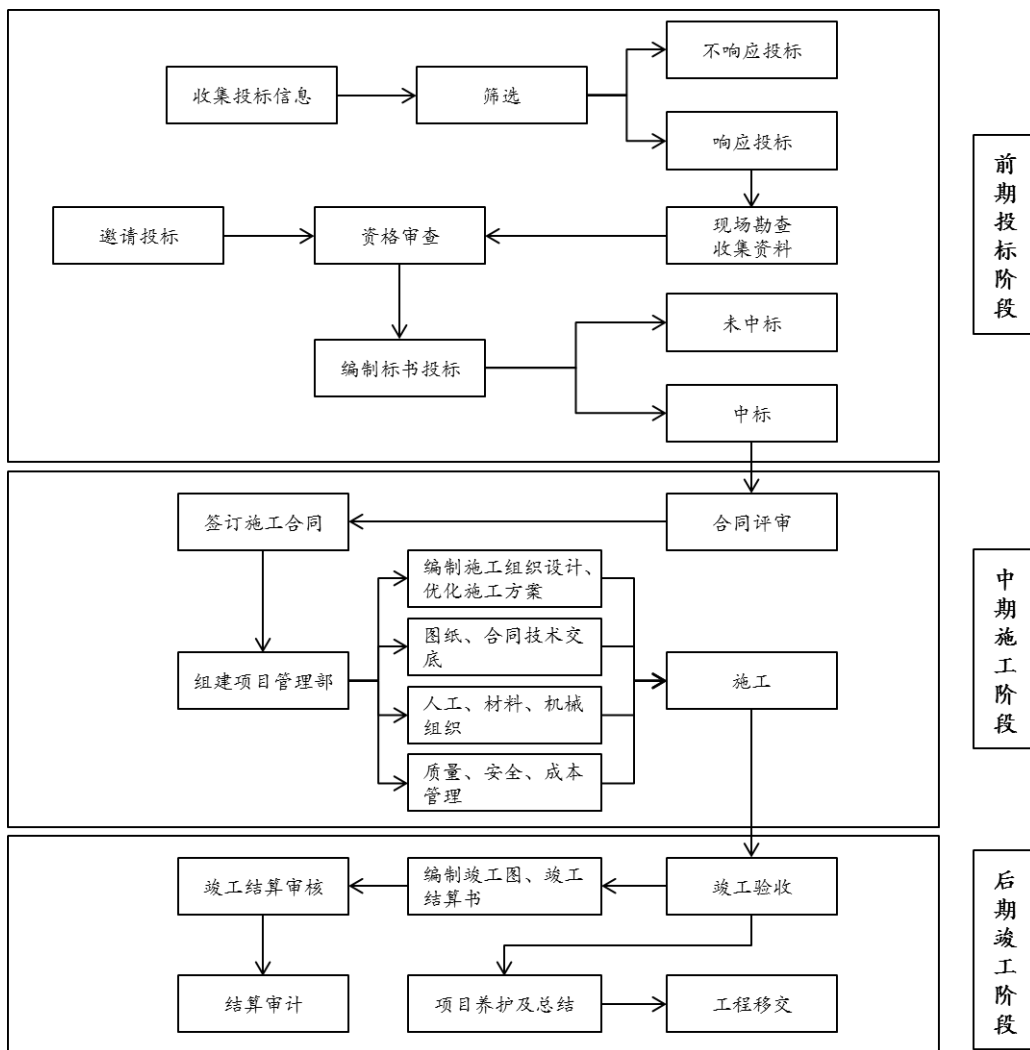 不响应投标
收集投标信息
筛选
响应投标
邀请投标
资格审查
现场勘查
收集资料
未中标
编制标书投标
中标
前
期
投
标
阶
段
签订施工合同
合同评审
编制施工组织设计、
优化施工方案
图纸、合同技术交
底
组建项目管理部
施工
人工、材料、机械
组织
质量、安全、成本
管理
中
期
施
工
阶
段
竣工结算审核
编制竣工图、竣工
结算书
竣工验收
结算审计
项目养护及总结
工程移交
后
期
竣
工
阶
段